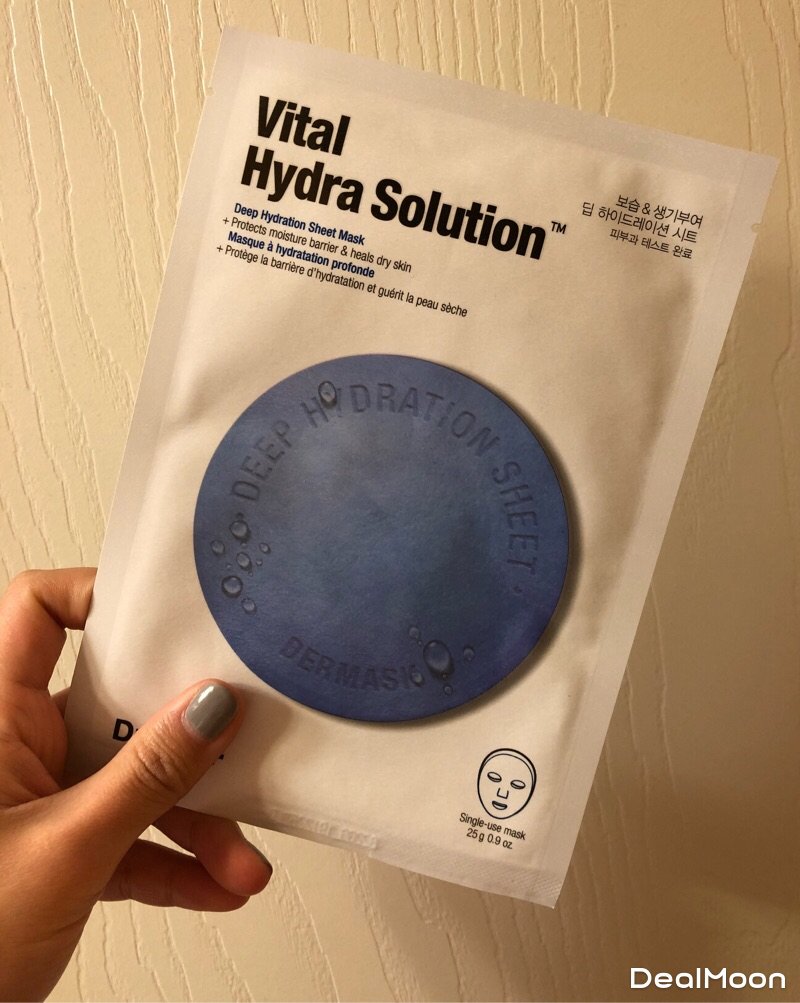 Vital
Hydra Solution™
Deep Hydration Sheet Mask
+ Protects moisture barrier & heals dry skin
Masque à hydratation profonde
+ Protège la barrière d'hydratation et guérit la peau sèche
보습 & 생기부여
딥 하이드레이션 시트
피부과 테스트 완료
DEEP HYDRATION SHEET
DERMASK
Single-use mask
25 g 0.9 oz.
DealMoon